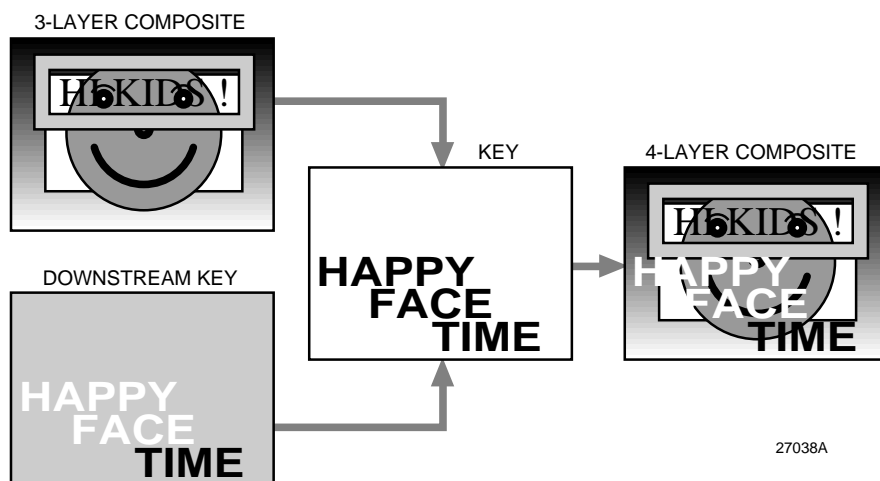 3-LAYER COMPOSITE
HI KIDS !
KEY
HAPPY
FACE
TIME
4-LAYER COMPOSITE
HI KIDS !
HAPPY
FACE
TIME
DOWNSTREAM KEY
HAPPY
FACE
TIME
27038A